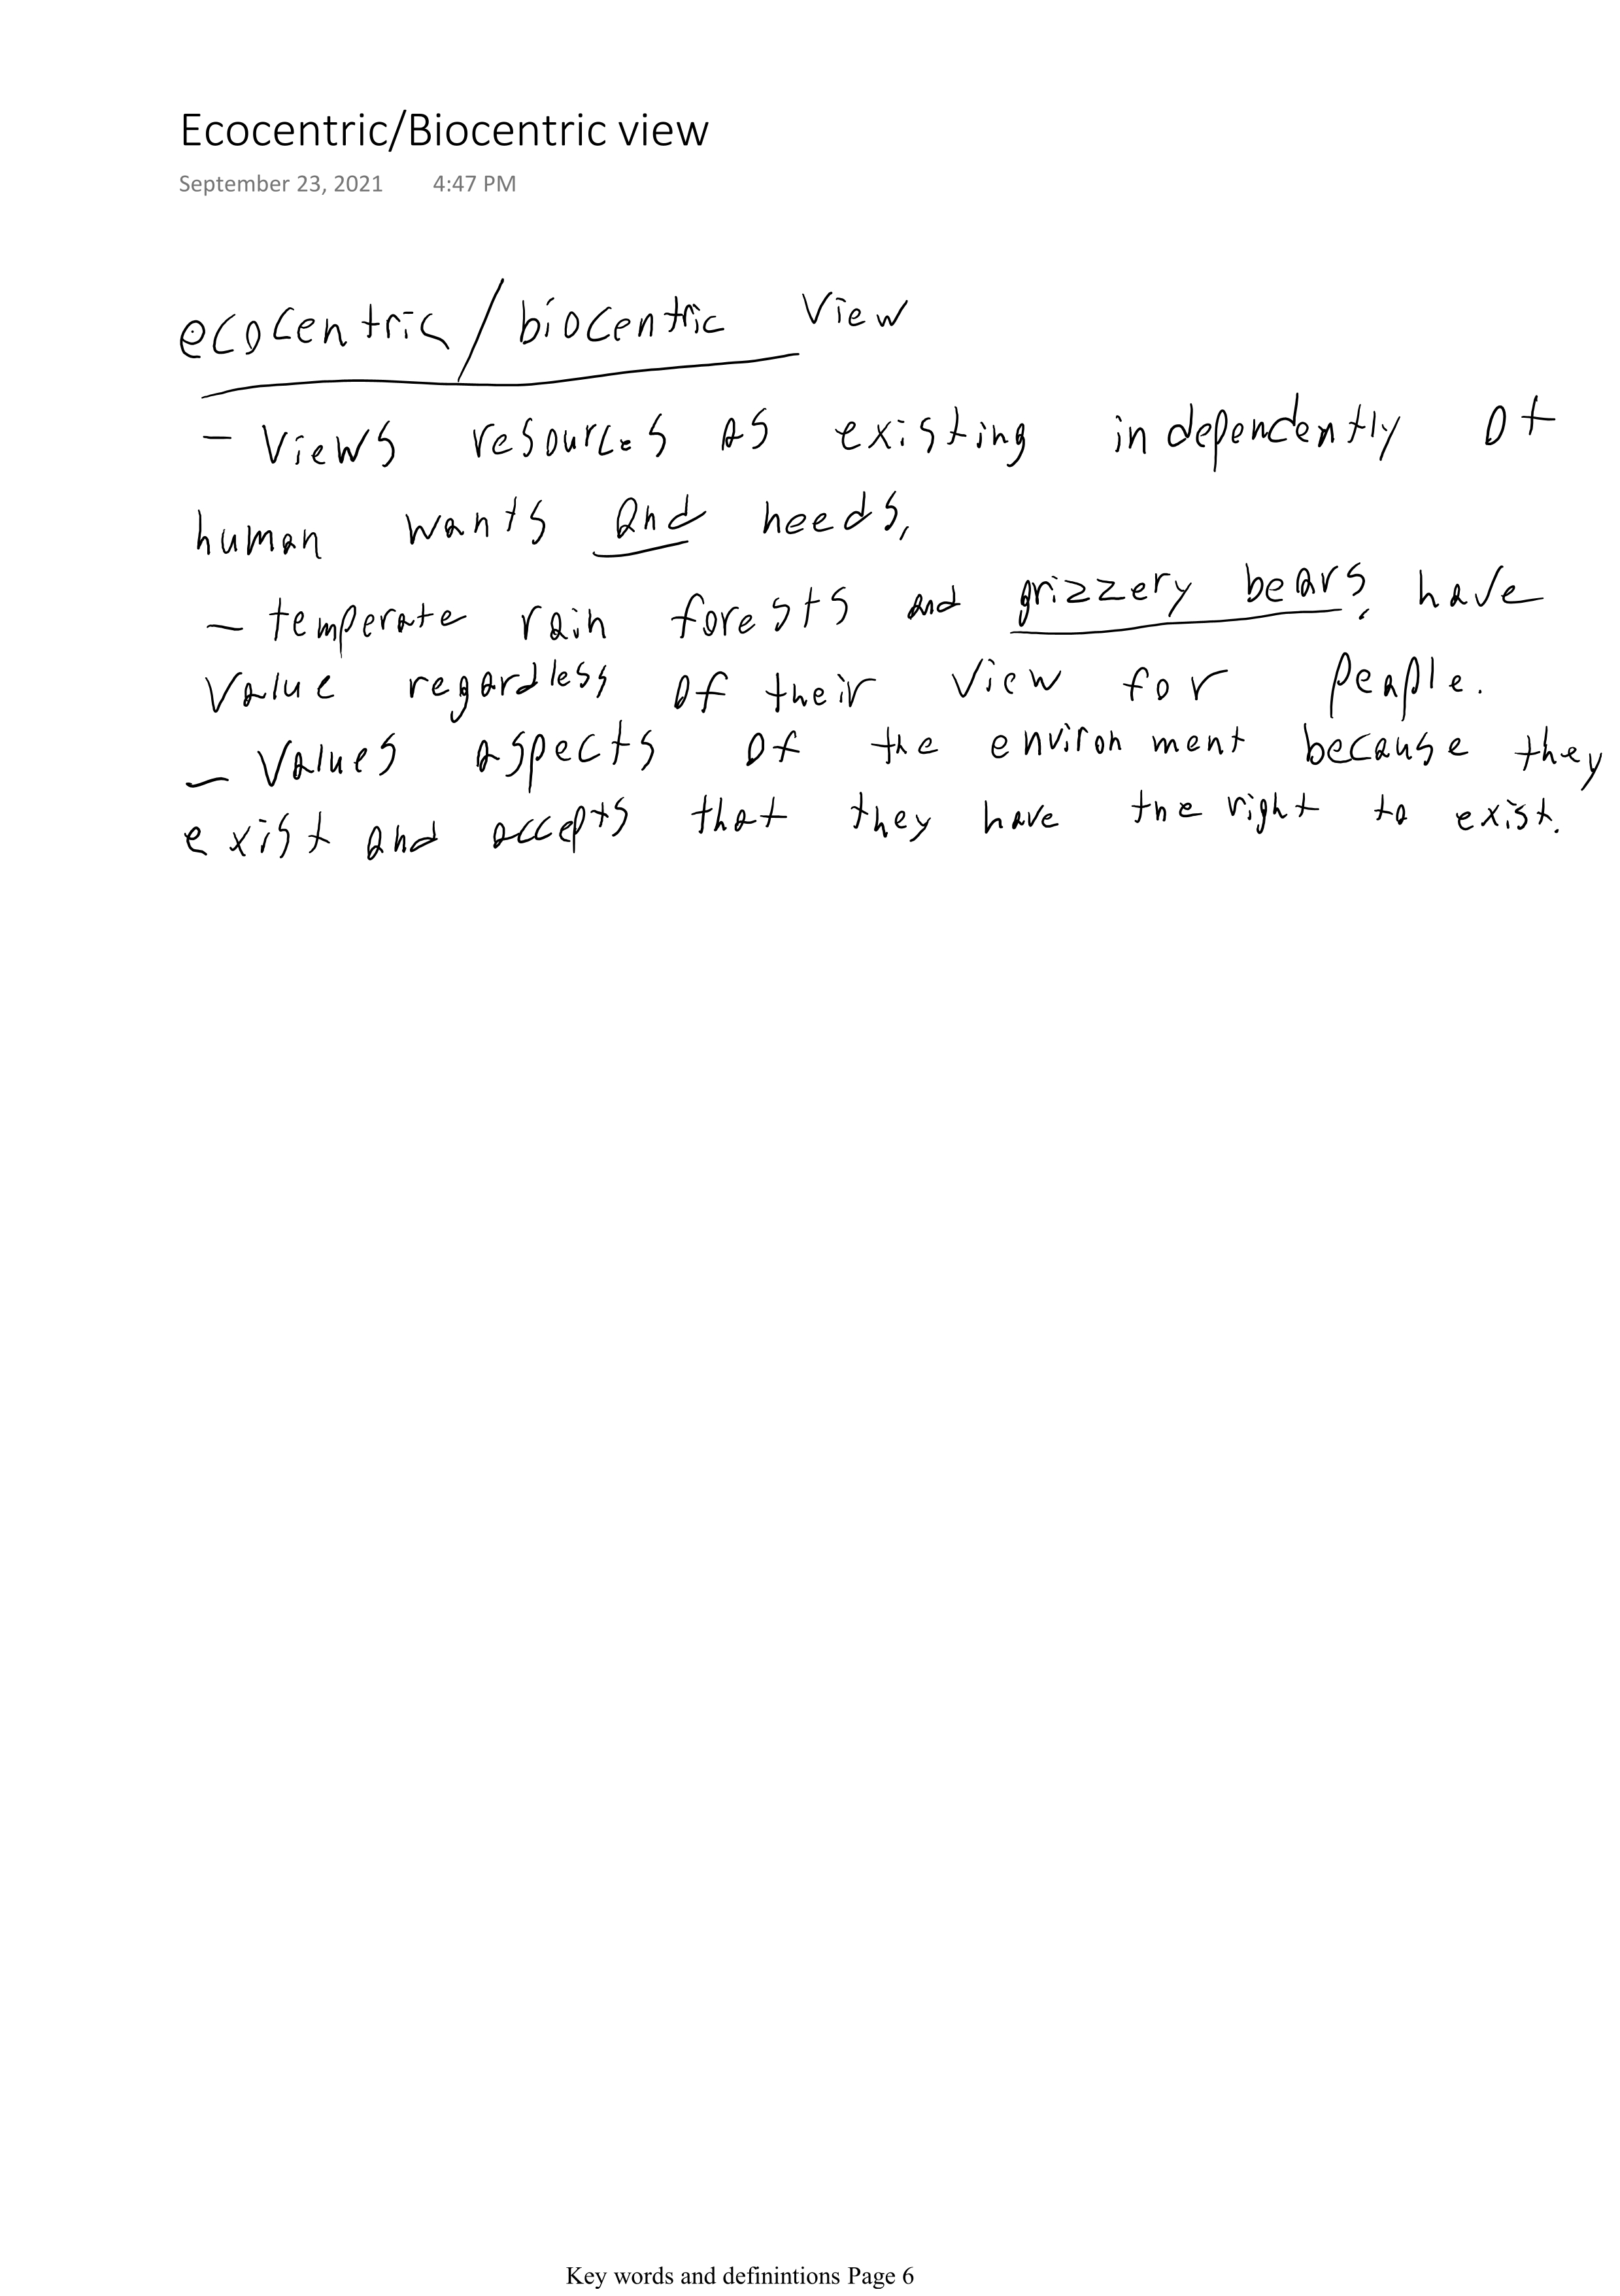 Ecocentric/Biocentric view
September 23, 2021 4:47 PM
ecocentric/biocentric view
- Views resources as existing independently of
human wants and needs.
- temperate rain forests and grizzery bears have
value regardless of their view for people.
- Values aspects of the environment because they
exist and accepts that they have the right to exist.
Key words and definintions Page 6